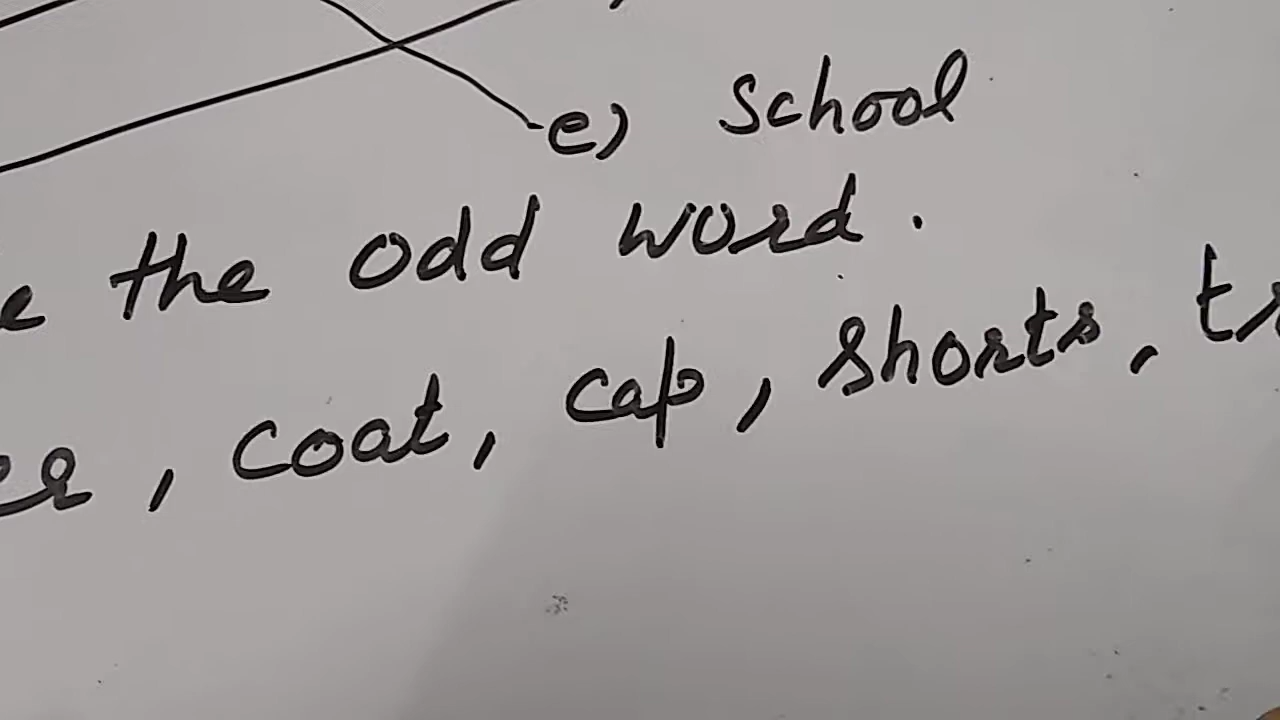 e) School
the odd word.
, coat, cap, shorts,